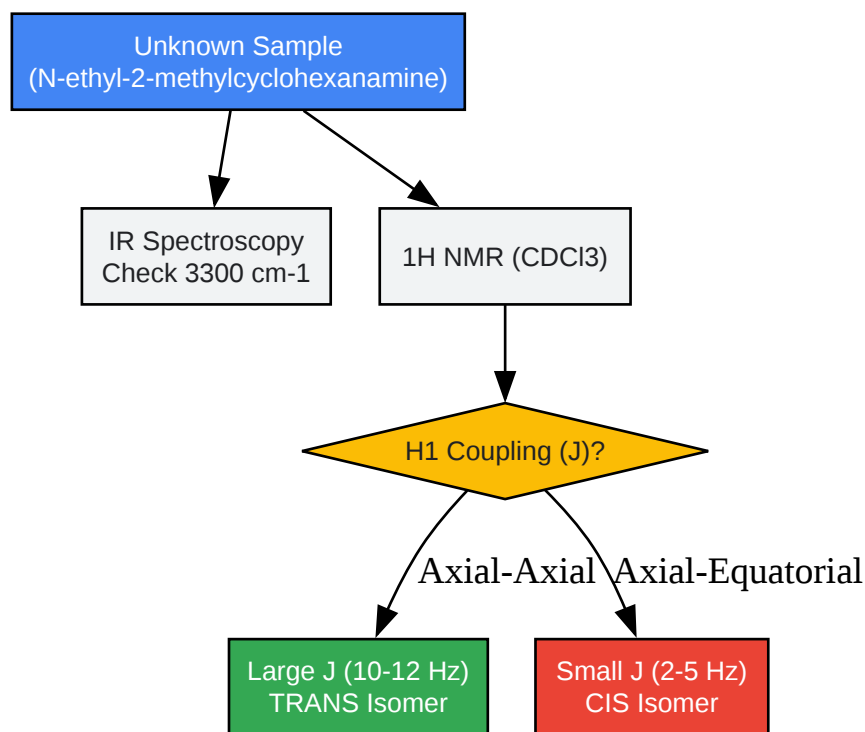 Unknown Sample
(N-ethyl-2-methylcyclohexanamine)
IR Spectroscopy
Check 3300 cm-1
1H NMR (CDCl3)
H1 Coupling (J)?
Axial-Axial
Axial-Equatorial
Large J (10-12 Hz)
TRANS Isomer
Small J (2-5 Hz)
CIS Isomer